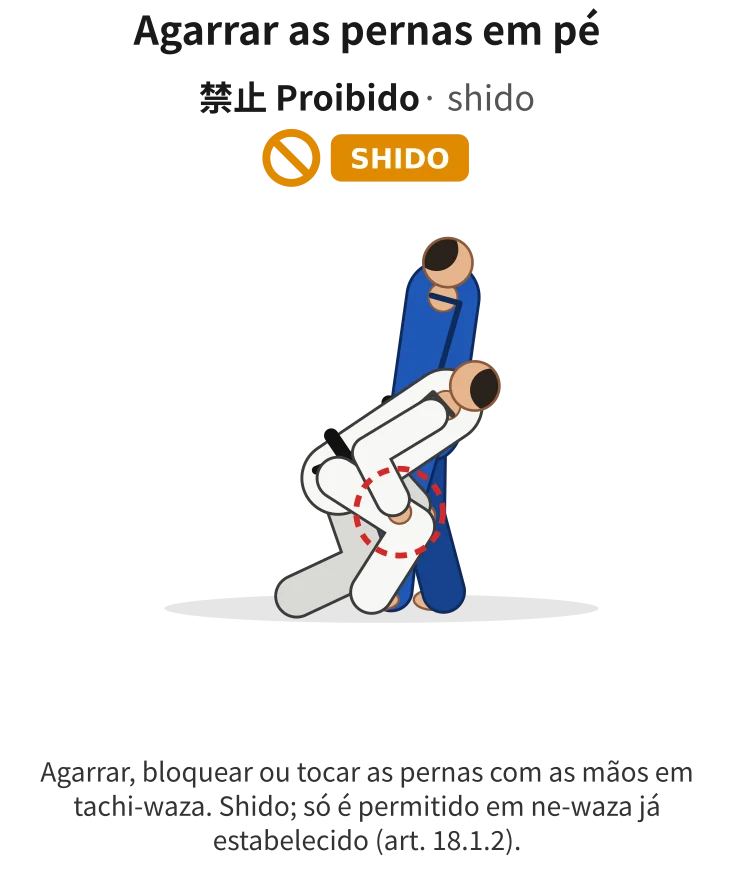 Agarrar as pernas em pé
禁止 Proibido · shido
SHIDO
Agarrar, bloquear ou tocar as pernas com as mãos em
tachi-waza. Shido; só é permitido em ne-waza já
estabelecido (art. 18.1.2).